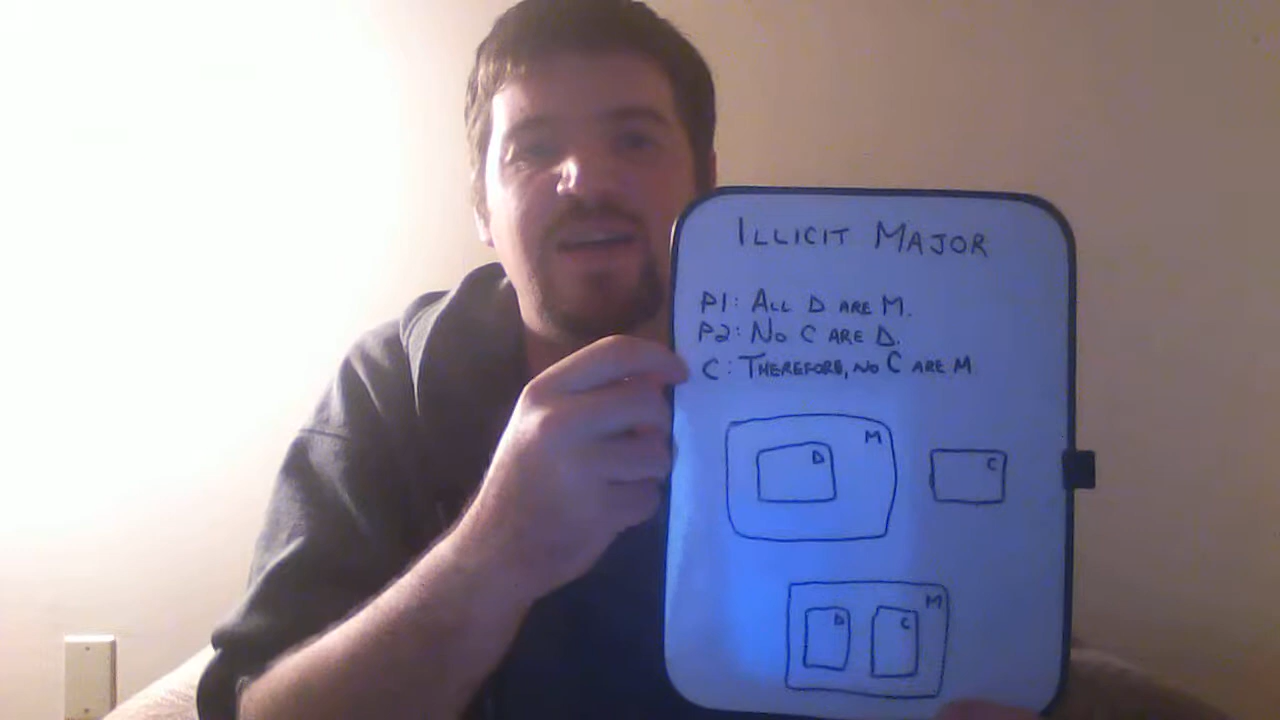 ILLICIT MAJOR
P1: ALL D ARE M.
P2: NO C ARE D.
C: THEREFORE, NO C ARE M
M
D
C
M
D
C